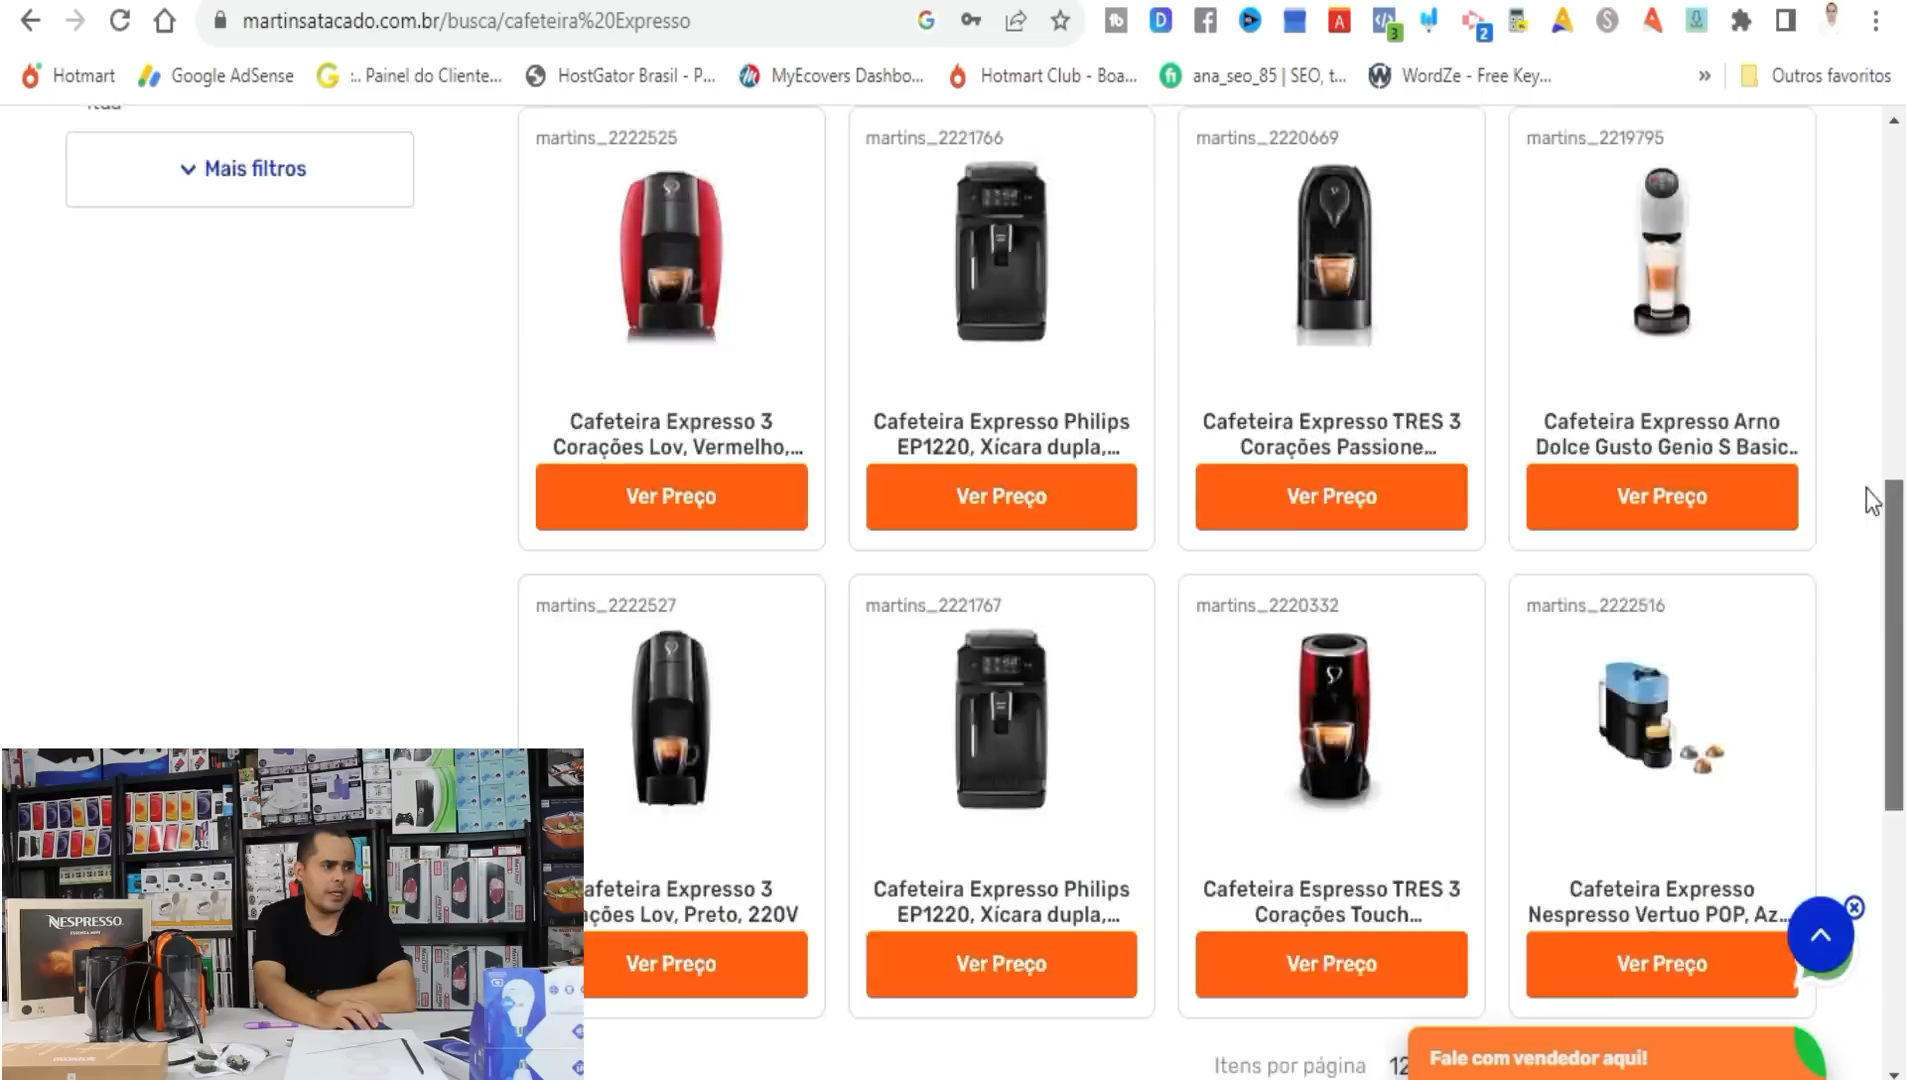 martinsatacado.com.br/busca/cafeteira%20Expresso
Hotmart
Google AdSense
:.. Painel do Cliente...
HostGator Brasil - P...
MyEcovers Dashbo...
Hotmart Club - Boa...
ana_seo_85 | SEO, t...
WordZe - Free Key...
»
Outros favoritos
Mais filtros
martins_2222525
martins_2221766
martins_2220669
martins_2219795
Cafeteira Expresso 3
Corações Lov, Vermelho,...
Cafeteira Expresso Philips
EP1220, Xícara dupla,...
Cafeteira Expresso TRES 3
Corações Passione...
Cafeteira Expresso Arno
Dolce Gusto Genio S Basic..
Ver Preço
Ver Preço
Ver Preço
Ver Preço
martins_2222527
martins_2221767
martins_2220332
martins_2222516
afeteira Expresso 3
ações Lov, Preto, 220V
Cafeteira Expresso Philips
EP1220, Xícara dupla,...
Cafeteira Espresso TRES 3
Corações Touch...
Cafeteira Expresso
Nespresso Vertuo POP, Az...
Ver Preço
Ver Preço
Ver Preço
Ver Preço
NESPRESSO
Itens por página 12
Fale com vendedor aqui!